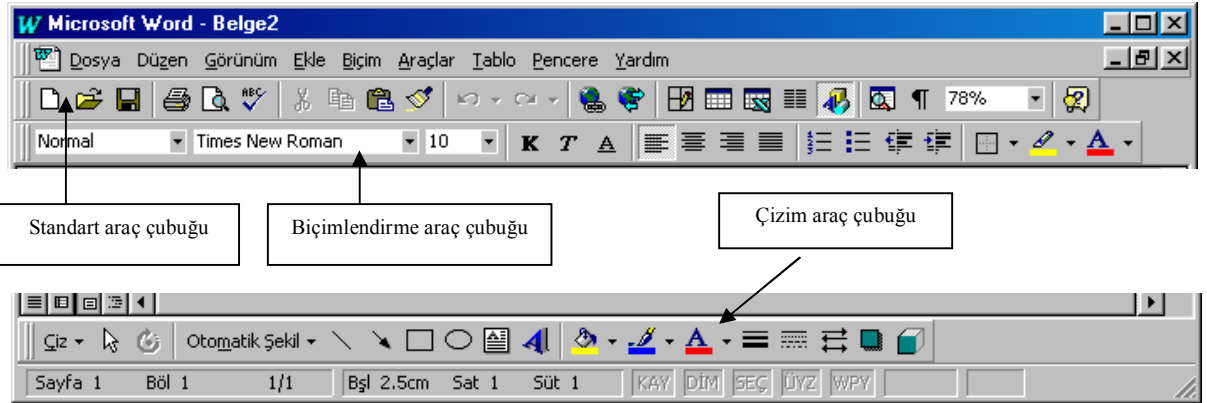 Microsoft Word - Belge2
Dosya Düzen Görünüm Ekle Biçim Araçlar Tablo Pencere Yardım
ABC 78%
Normal Times New Roman 10 K T A A
Standart araç çubuğu Biçimlendirme araç çubuğu Çizim araç çubuğu
Çiz Otomatik Şekil A A
Sayfa 1 Böl 1 1/1 Bşl 2.5cm Sat 1 Süt 1 KAY DİM SEÇ ÜYZ WPY